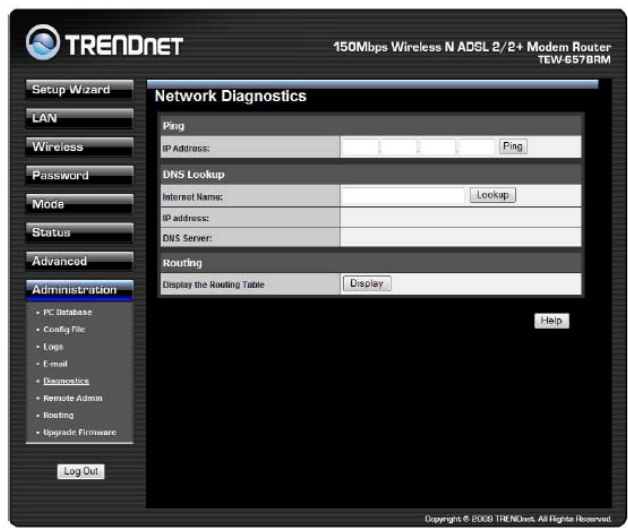 TRENDNET
150Mbps Wireless N ADSL 2/2+ Modem Router
TEW-657BRM
Setup Wizard
LAN
Wireless
Password
Mode
Status
Advanced
Administration
• PC Database
• Config File
• Logs
• E-mail
• Diagnostics
• Remote Admin
• Routing
• Upgrade Firmware
Log Out
Network Diagnostics
Ping
IP Address:
Ping
DNS Lookup
Internet Name:
Lookup
IP address:
DNS Server:
Routing
Display the Routing Table
Display
Help
Copyright © 2009 TRENDnet. All Rights Reserved.